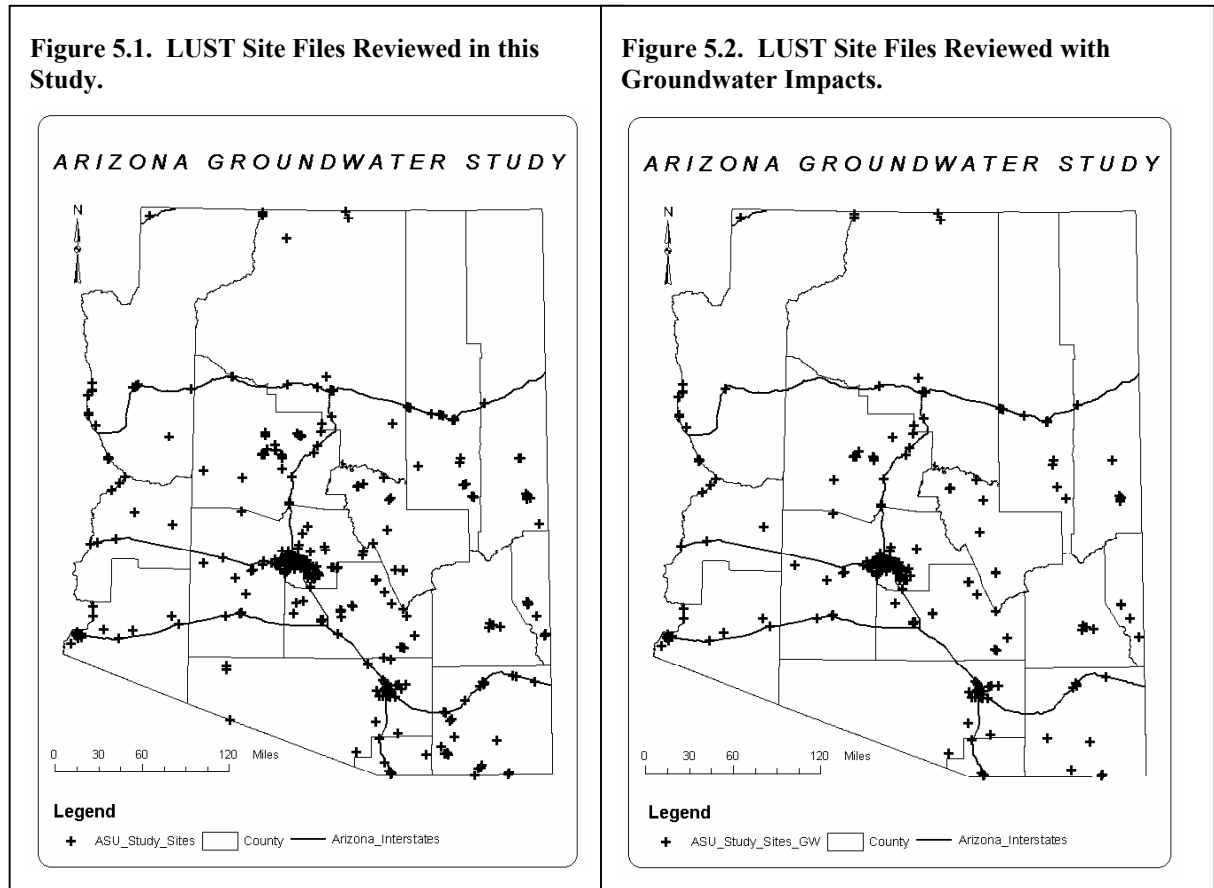 Figure 5.1. LUST Site Files Reviewed in this
Study.
ARIZONA GROUNDWATER STUDY
N
0 30 60 120 Miles
Legend
ASU_Study_Sites County Arizona_Interstates
Figure 5.2. LUST Site Files Reviewed with
Groundwater Impacts.
ARIZONA GROUNDWATER STUDY
N
0 30 60 120 Miles
Legend
ASU_Study_Sites_GW County Arizona_Interstates